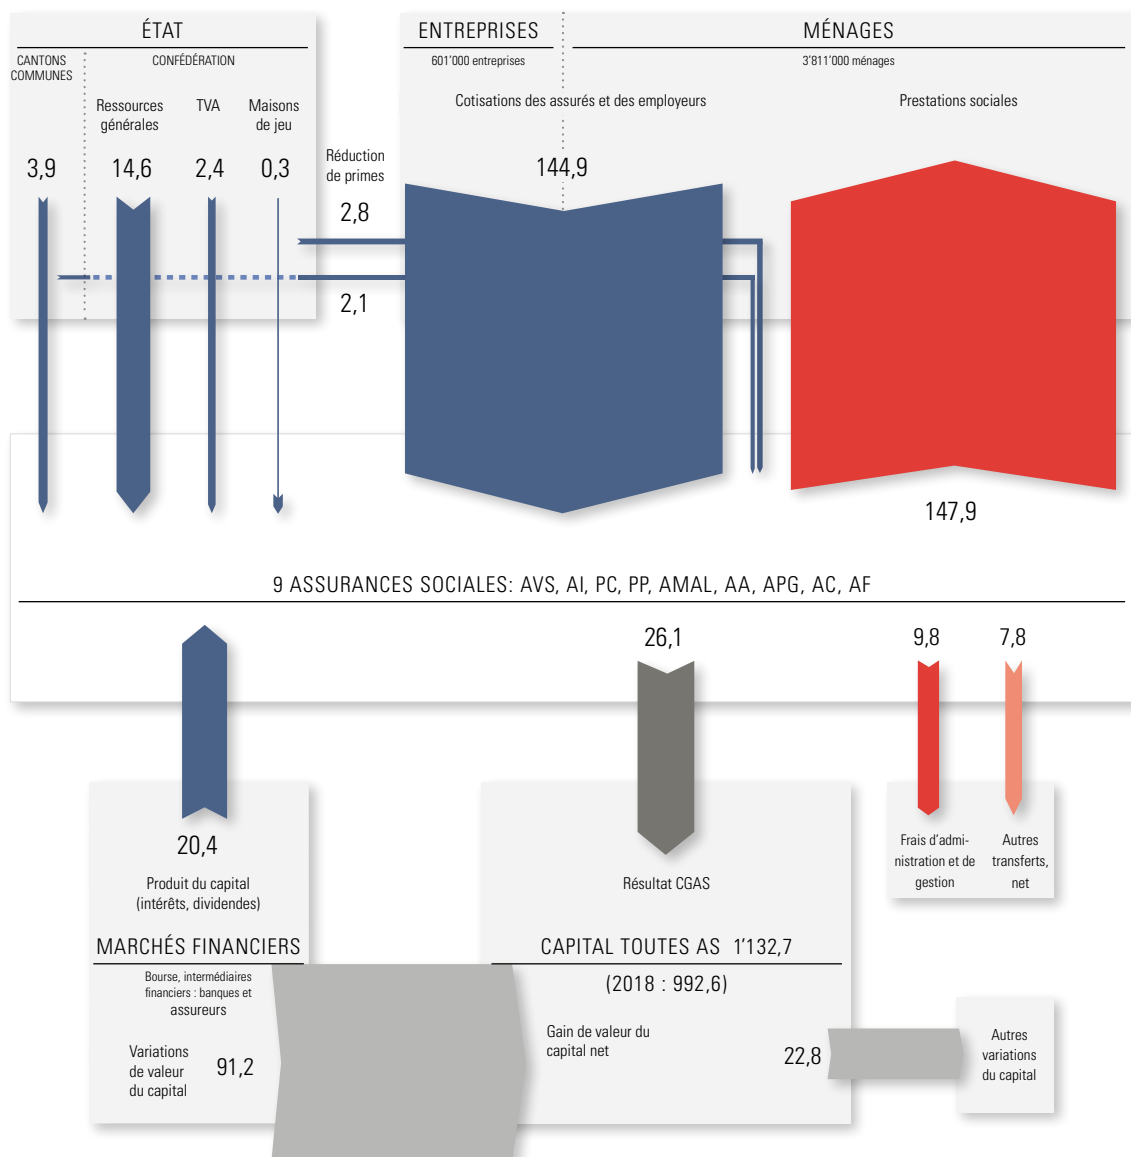 ÉTAT
CANTONS
COMMUNES
CONFÉDÉRATION
Ressources
générales
TVA
Maisons
de jeu
3,9
14,6
2,4
0,3
Réduction
de primes
2,8
2,1
ENTREPRISES
601'000 entreprises
MÉNAGES
3'811'000 ménages
Cotisations des assurés et des employeurs
144,9
Prestations sociales
147,9
9 ASSURANCES SOCIALES: AVS, AI, PC, PP, AMAL, AA, APG, AC, AF
26,1
9,8
7,8
20,4
Produit du capital
(intérêts, dividendes)
Résultat CGAS
Frais d'admi-
nistration et de
gestion
Autres
transferts,
net
MARCHÉS FINANCIERS
Bourse, intermédiaires
financiers : banques et
assureurs
Variations
de valeur
du capital
91,2
CAPITAL TOUTES AS 1'132,7
(2018 : 992,6)
Gain de valeur du
capital net
22,8
Autres
variations
du capital